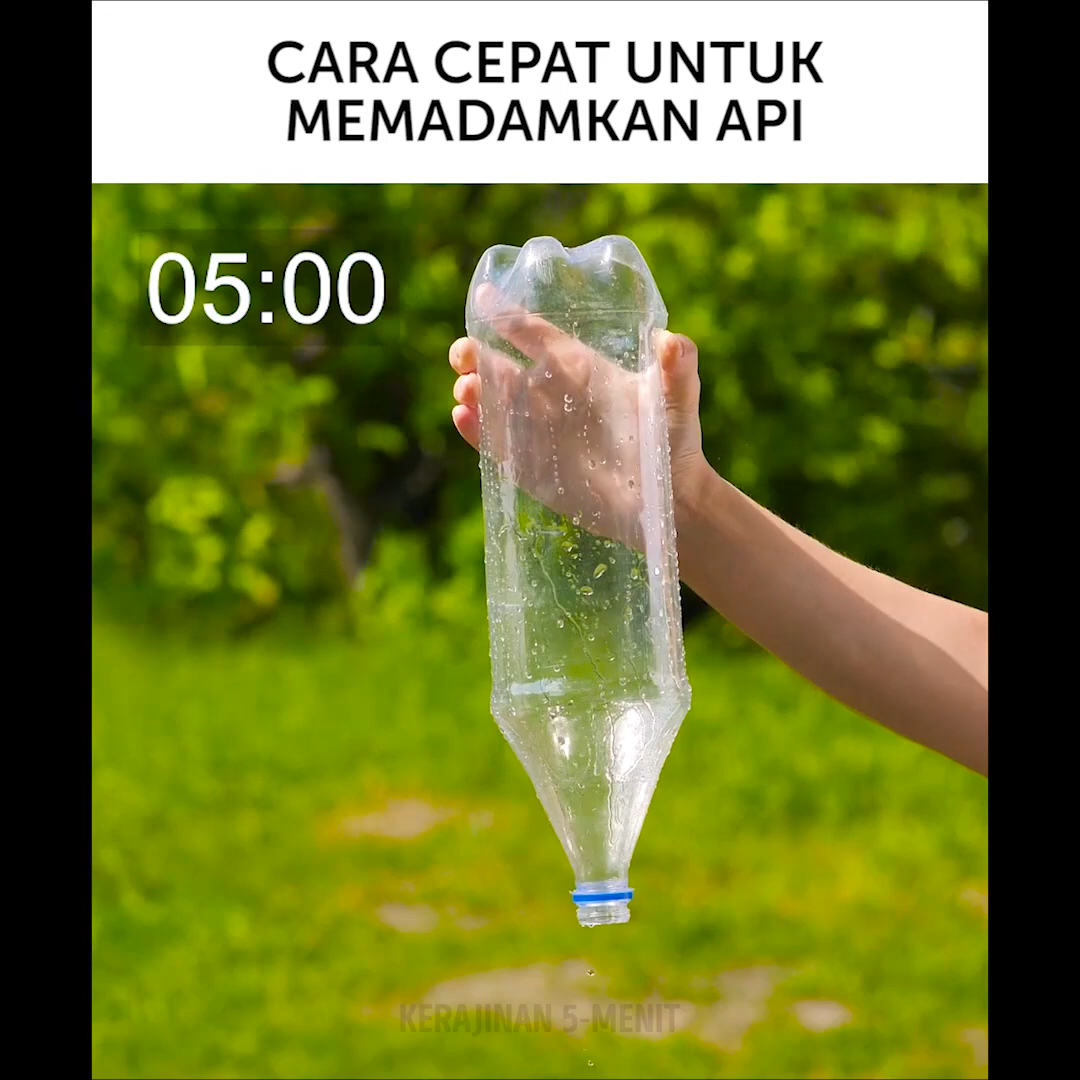 CARA CEPAT UNTUK
MEMADAMKAN API
05:00
KERAJINAN 5-MENIT